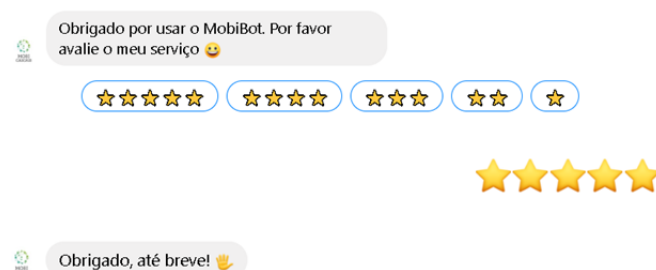 Obrigado por usar o MobiBot. Por favor
avalie o meu serviço 😀
⭐⭐⭐⭐⭐ ⭐⭐⭐⭐ ⭐⭐⭐ ⭐⭐ ⭐
⭐⭐⭐⭐⭐
Obrigado, até breve! 🖐